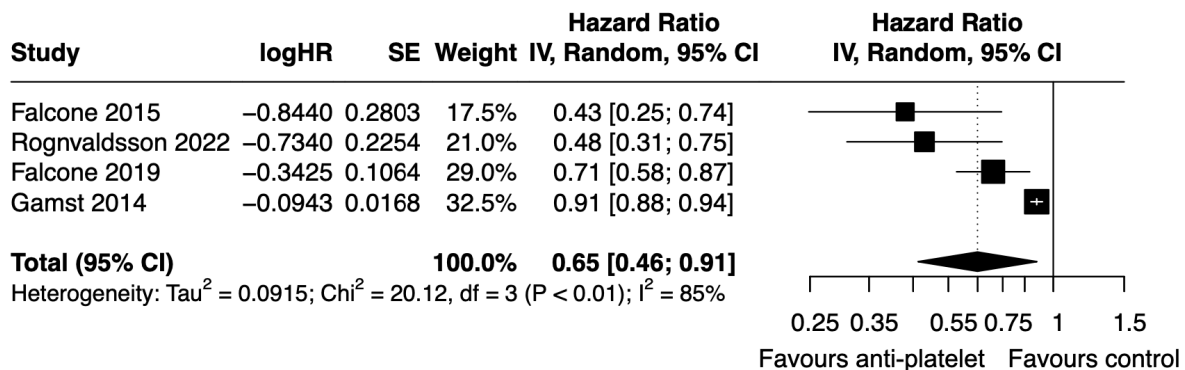 Hazard Ratio Hazard Ratio
Study logHR SE Weight IV, Random, 95% CI IV, Random, 95% CI
Falcone 2015 −0.8440 0.2803 17.5% 0.43 [0.25; 0.74]
Rognvaldsson 2022 −0.7340 0.2254 21.0% 0.48 [0.31; 0.75]
Falcone 2019 −0.3425 0.1064 29.0% 0.71 [0.58; 0.87]
Gamst 2014 −0.0943 0.0168 32.5% 0.91 [0.88; 0.94]
Total (95% CI) 100.0% 0.65 [0.46; 0.91]
Heterogeneity: Tau² = 0.0915; Chi² = 20.12, df = 3 (P < 0.01); I² = 85%
0.25 0.35 0.55 0.75 1 1.5
Favours anti-platelet Favours control